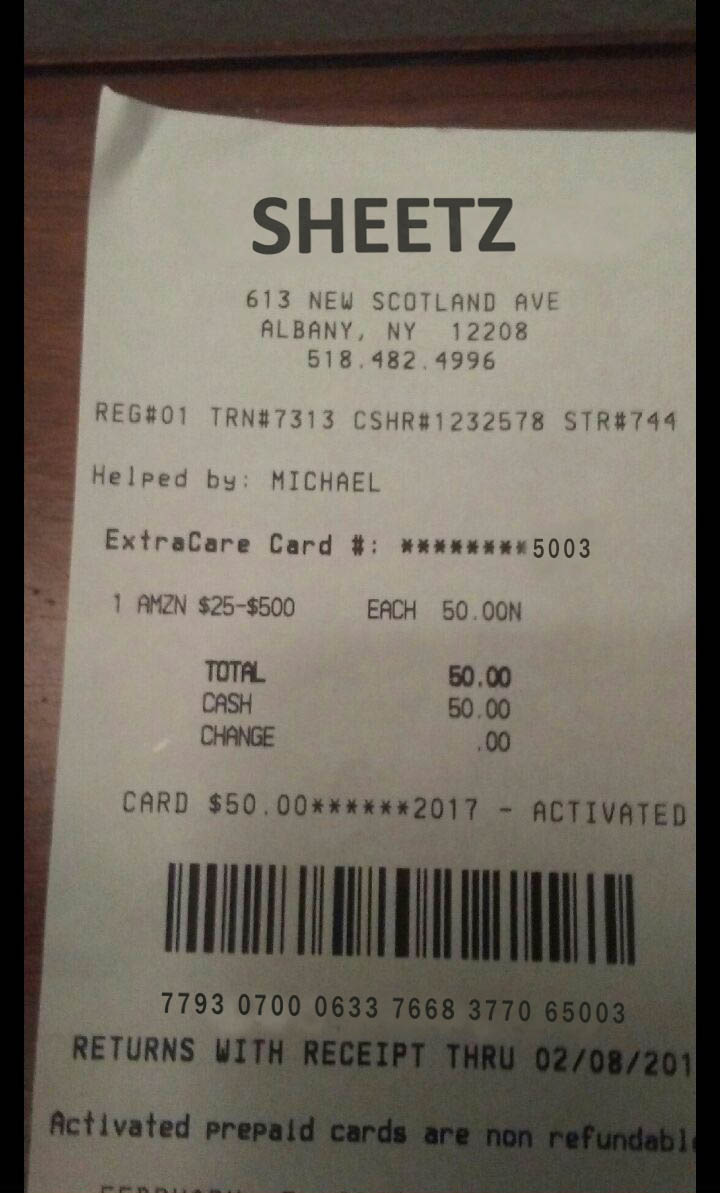 SHEETZ
613 NEW SCOTLAND AVE
ALBANY, NY 12208
518.482.4996
REG#01 TRN#7313 CSHR#1232578 STR#744
Helped by: MICHAEL
ExtraCare Card #: ********5003
1 AMZN $25-$500 EACH 50.00N
TOTAL 50.00
CASH 50.00
CHANGE .00
CARD $50.00******2017 - ACTIVATED
7793 0700 0633 7668 3770 65003
RETURNS WITH RECEIPT THRU 02/08/201
Activated prepaid cards are non refundabl